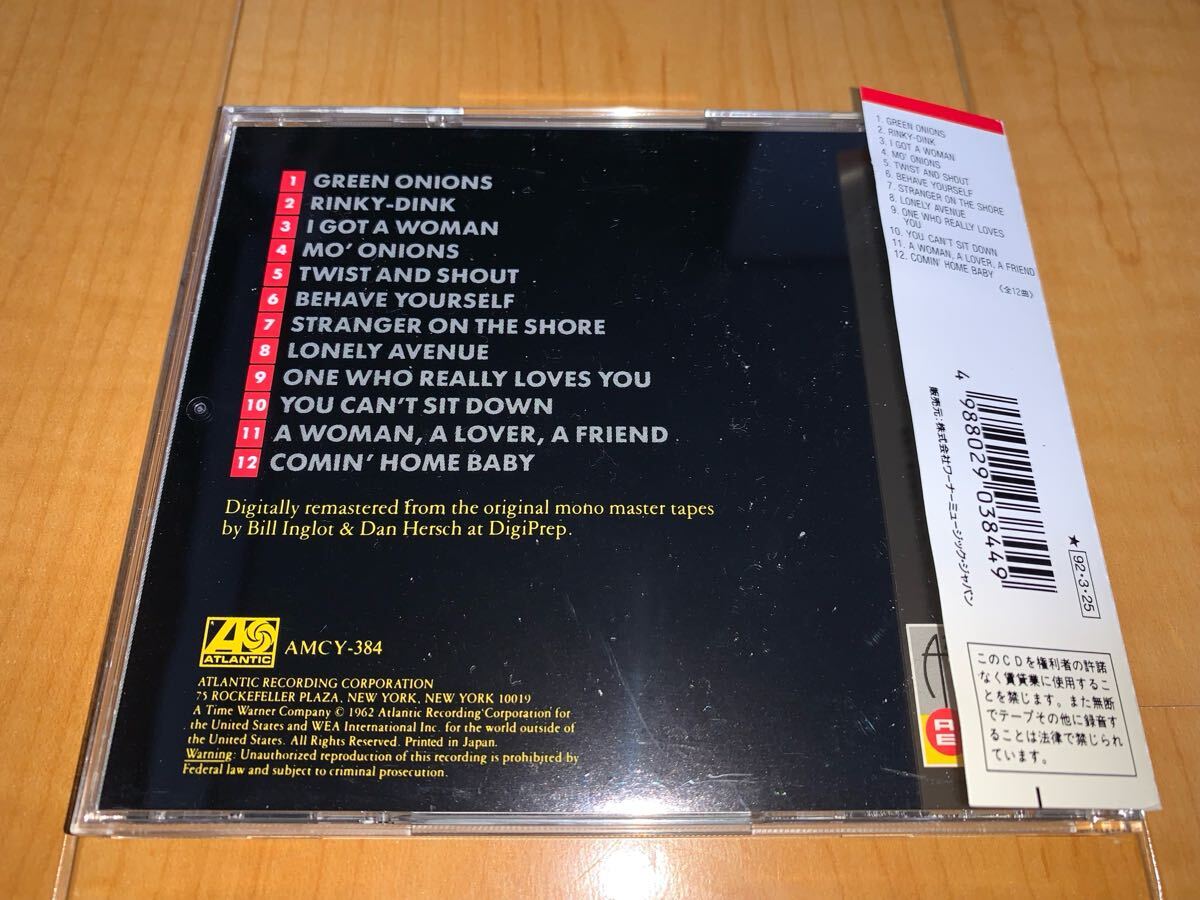 1 GREEN ONIONS
2 RINKY-DINK
3 I GOT A WOMAN
4 MO' ONIONS
5 TWIST AND SHOUT
6 BEHAVE YOURSELF
7 STRANGER ON THE SHORE
8 LONELY AVENUE
9 ONE WHO REALLY LOVES YOU
10 YOU CAN'T SIT DOWN
11 A WOMAN, A LOVER, A FRIEND
12 COMIN' HOME BABY
Digitally remastered from the original mono master tapes
by Bill Inglot & Dan Hersch at DigiPrep.
ATLANTIC
AMCY-384
ATLANTIC RECORDING CORPORATION
75 ROCKEFELLER PLAZA, NEW YORK, NEW YORK 10019
A Time Warner Company © 1962 Atlantic Recording Corporation for
the United States and WEA International Inc. for the world outside of
the United States. All Rights Reserved. Printed in Japan.
Warning: Unauthorized reproduction of this recording is prohibited by
Federal law and subject to criminal prosecution.
1. GREEN ONIONS
2. RINKY-DINK
3. I GOT A WOMAN
4. MO' ONIONS
5. TWIST AND SHOUT
6. BEHAVE YOURSELF
7. STRANGER ON THE SHORE
8. LONELY AVENUE
9. ONE WHO REALLY LOVES
YOU
10. YOU CAN'T SIT DOWN
11. A WOMAN, A LOVER, A FRIEND
12. COMIN' HOME BABY
《全12曲》
4 988029 038449
販売元:株式会社ワーナーミュージック・ジャパン
★92・3・25
このCDを権利者の許諾
なく賃貸業に使用するこ
とを禁じます。また無断
でテープその他に録音す
ることは法律で禁じられ
ています。